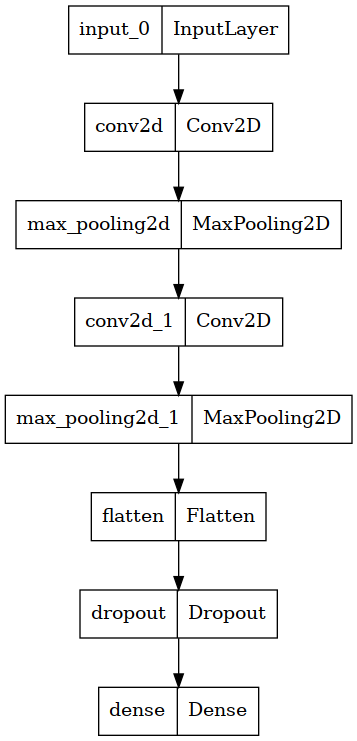 input_0 InputLayer
conv2d Conv2D
max_pooling2d MaxPooling2D
conv2d_1 Conv2D
max_pooling2d_1 MaxPooling2D
flatten Flatten
dropout Dropout
dense Dense